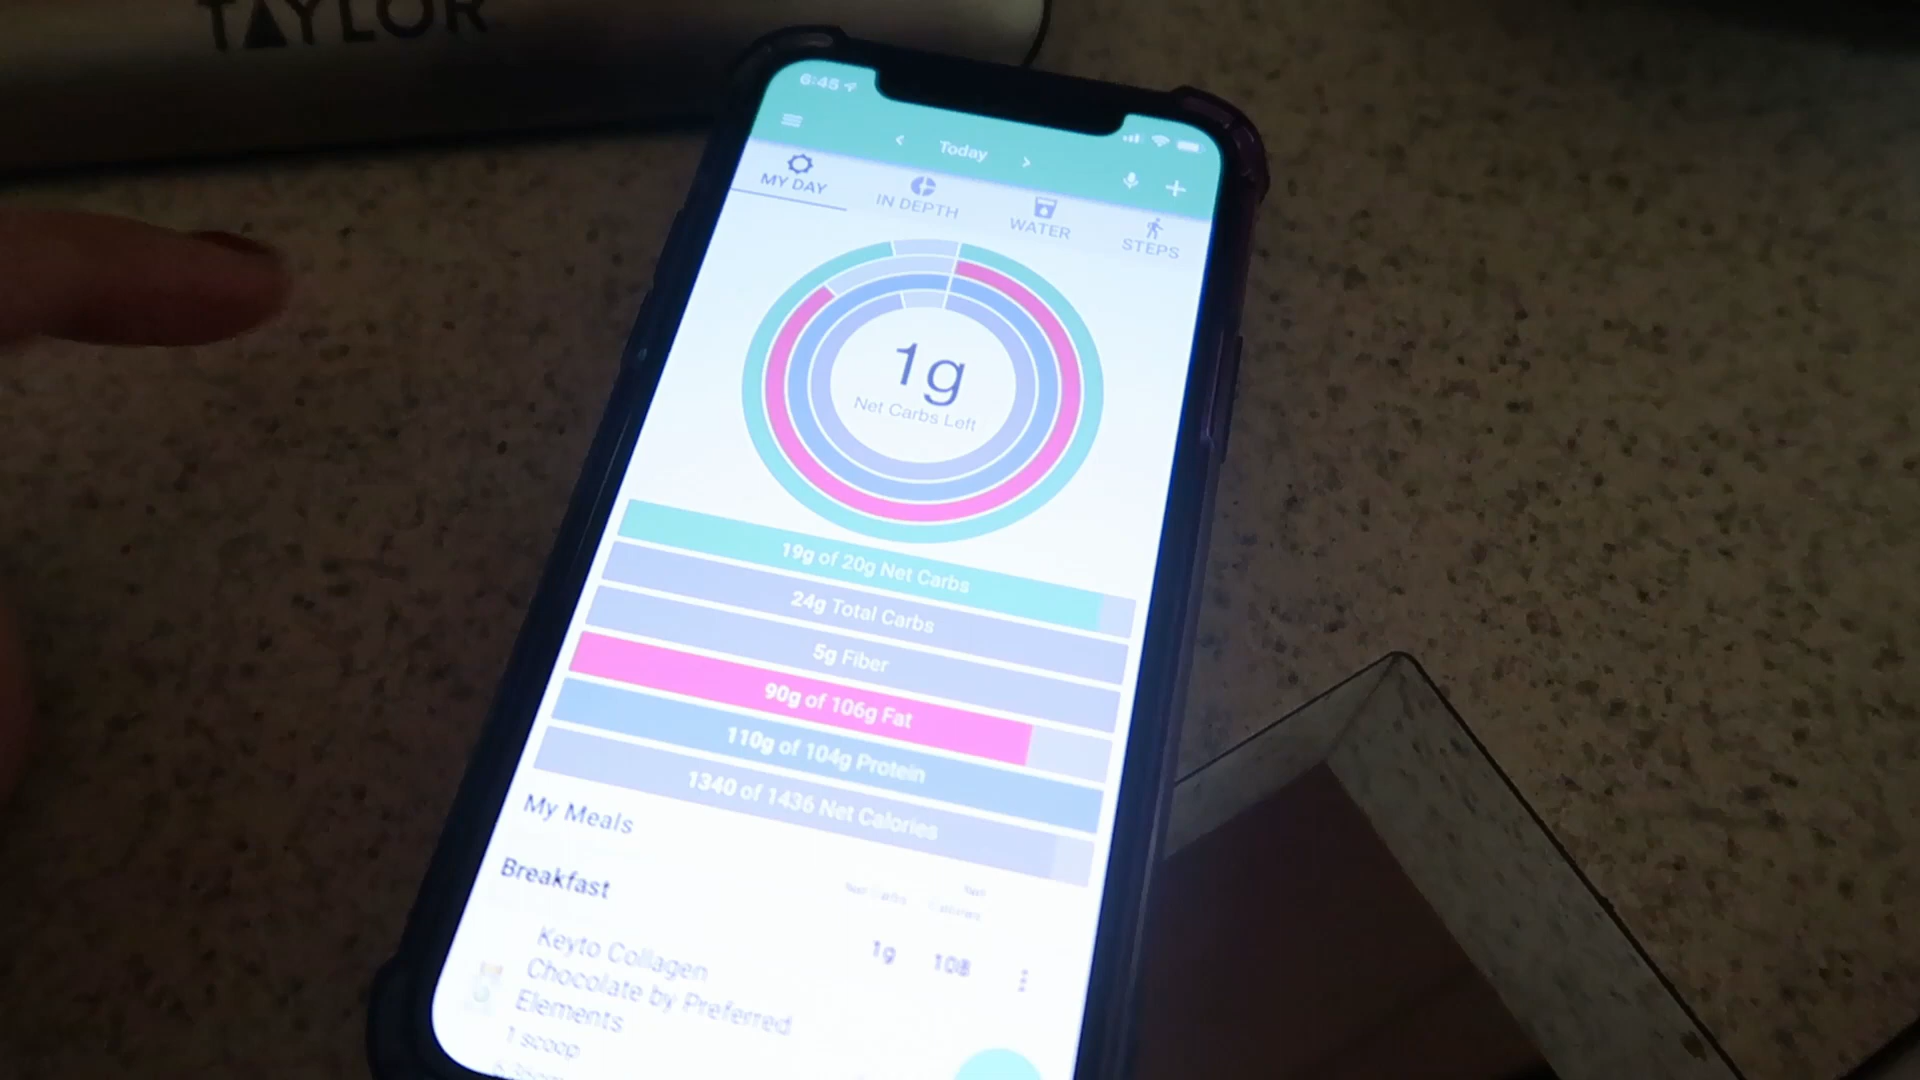 TAYLOR
6:45
Today
MY DAY
IN DEPTH
WATER
STEPS
1g
Net Carbs Left
19g of 20g Net Carbs
24g Total Carbs
5g Fiber
90g of 106g Fat
110g of 104g Protein
1340 of 1436 Net Calories
My Meals
Breakfast
Net Carbs
Net
Calories
Keyto Collagen
Chocolate by Preferred
Elements
1g
108
1 scoop